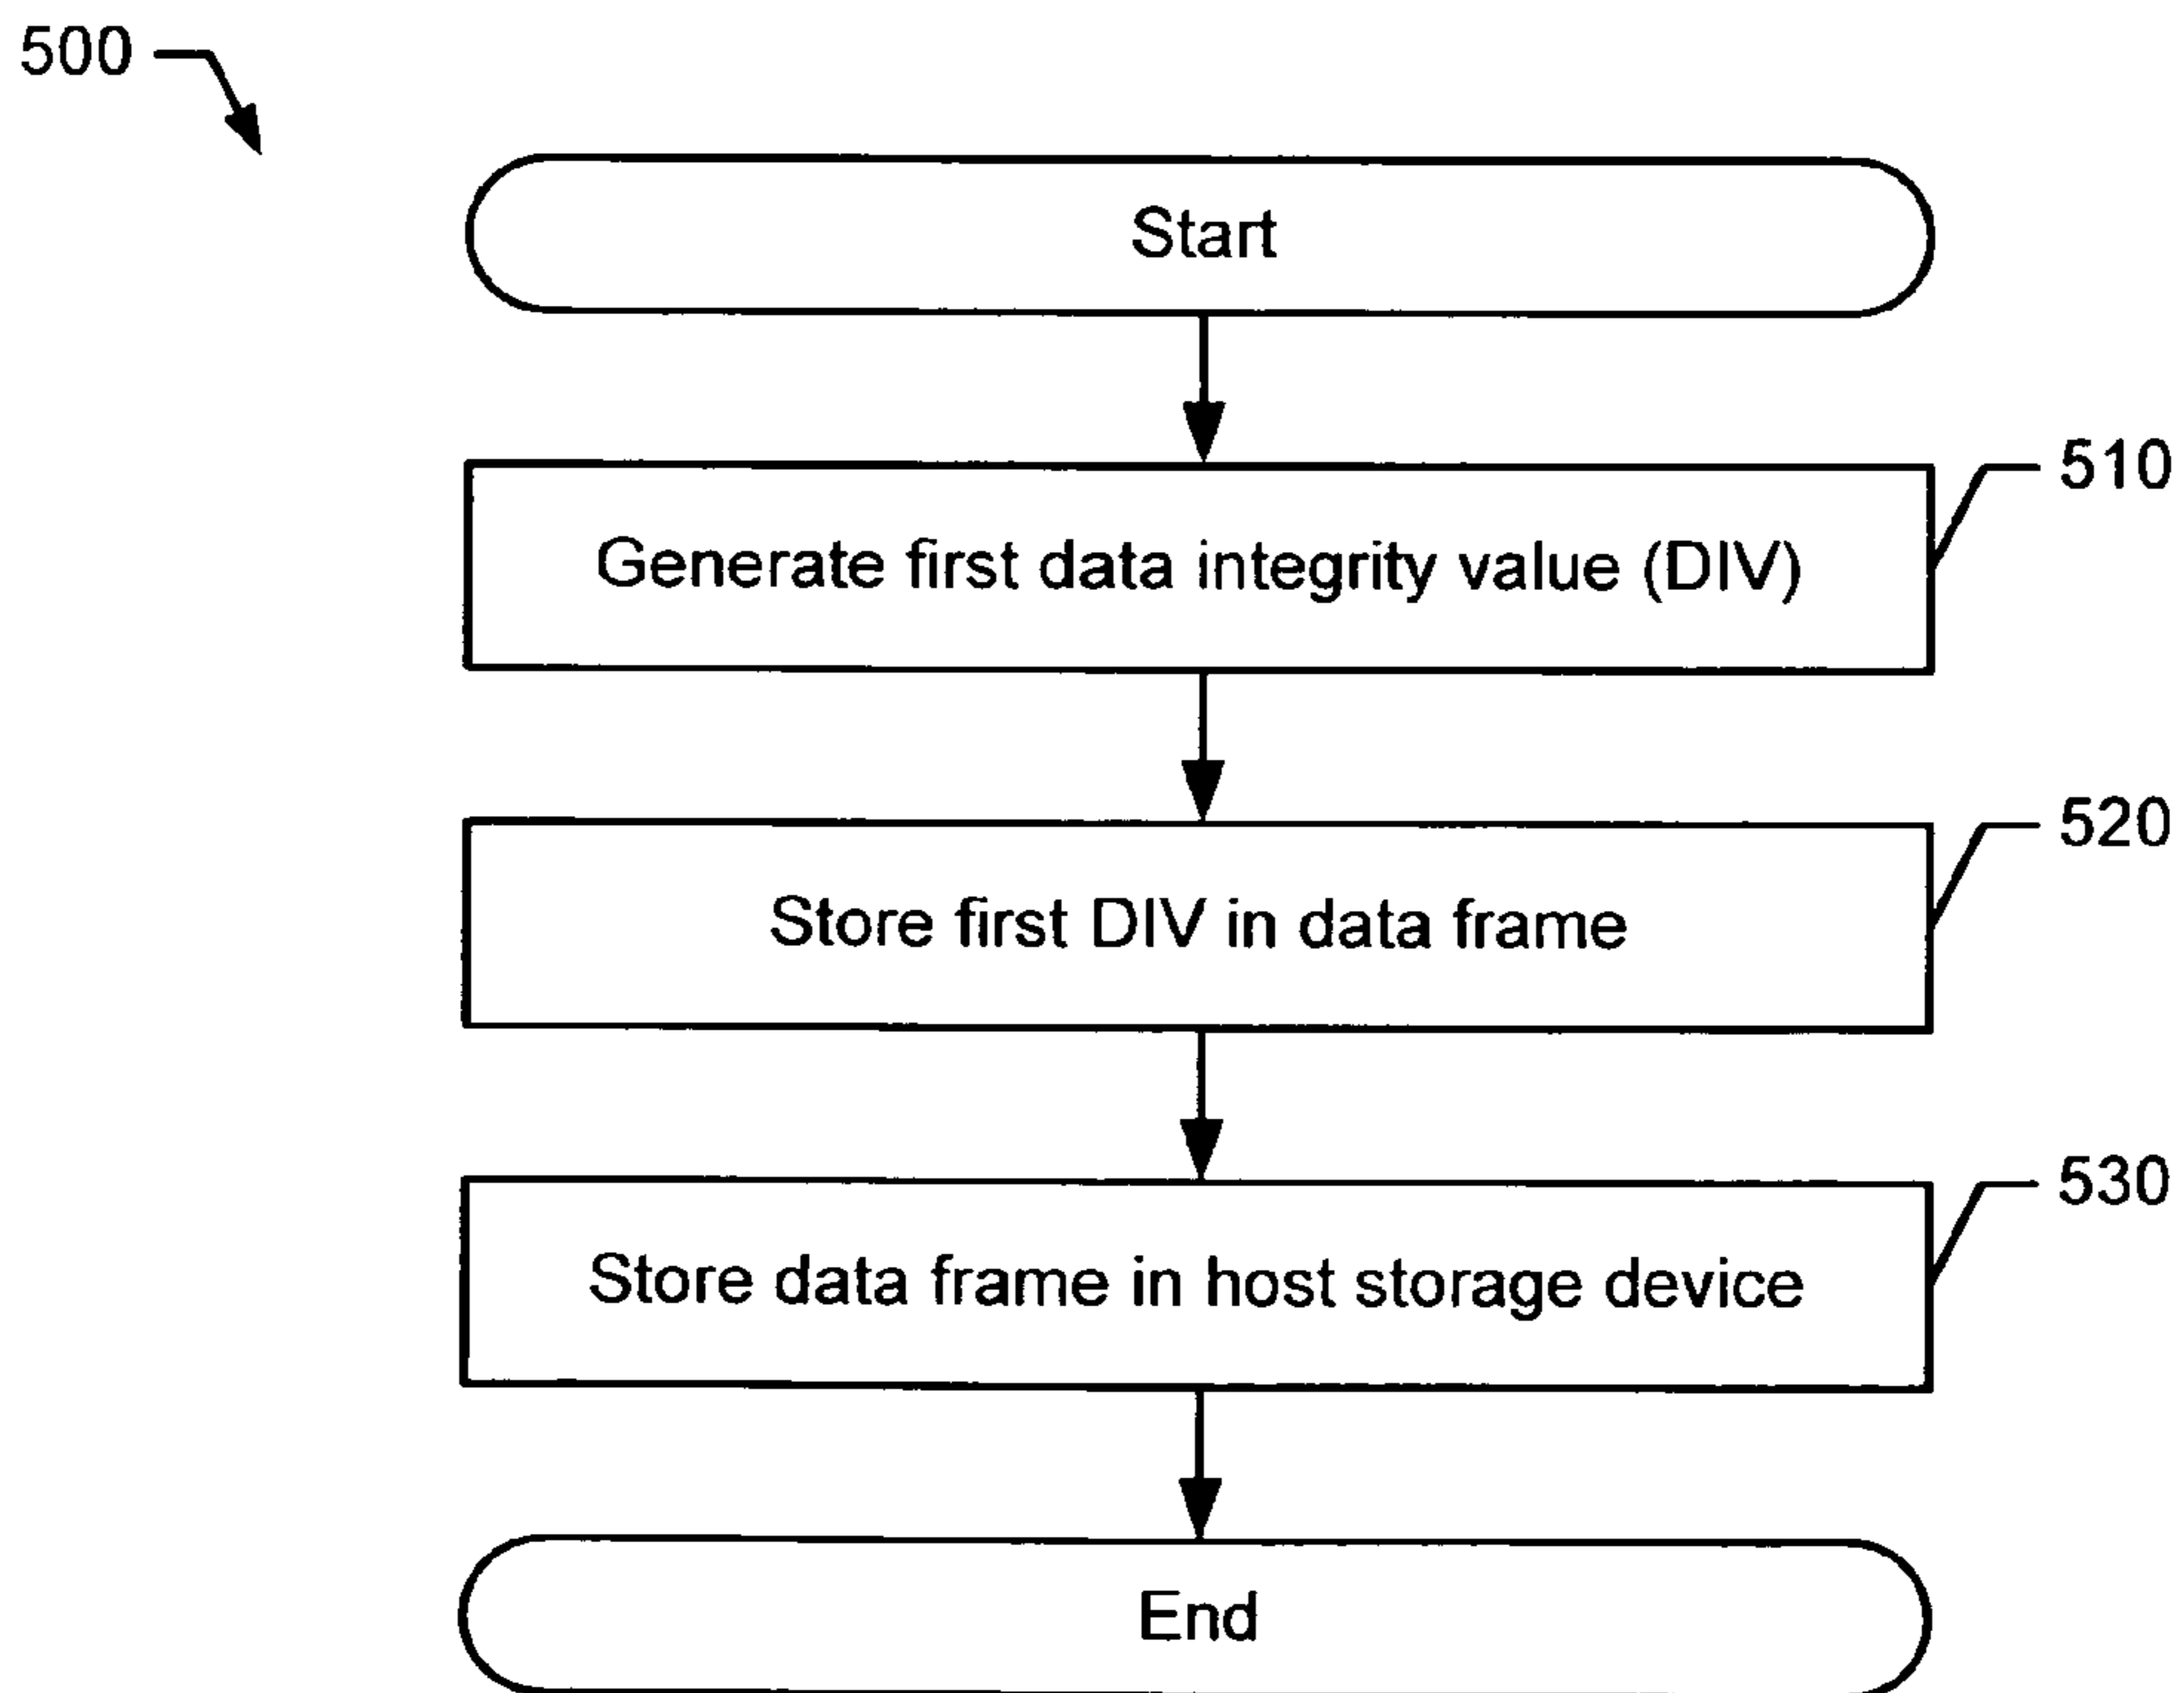 500
Start
510
Generate first data integrity value (DIV)
520
Store first DIV in data frame
530
Store data frame in host storage device
End